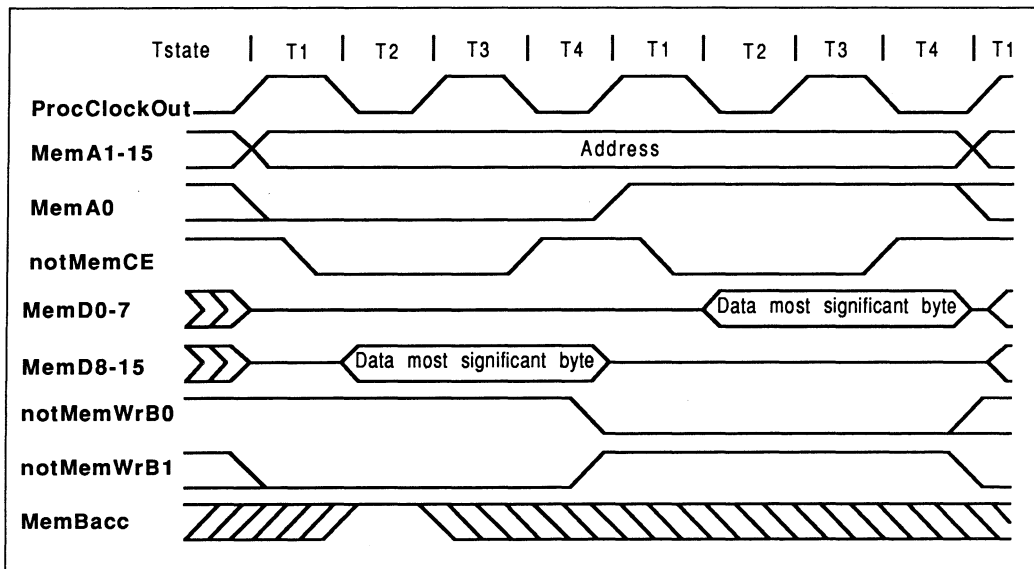 Tstate | T1 | T2 | T3 | T4 | T1 | T2 | T3 | T4 | T1
ProcClockOut
MemA1-15 Address
MemA0
notMemCE
MemD0-7 Data most significant byte
MemD8-15 Data most significant byte
notMemWrB0
notMemWrB1
MemBacc